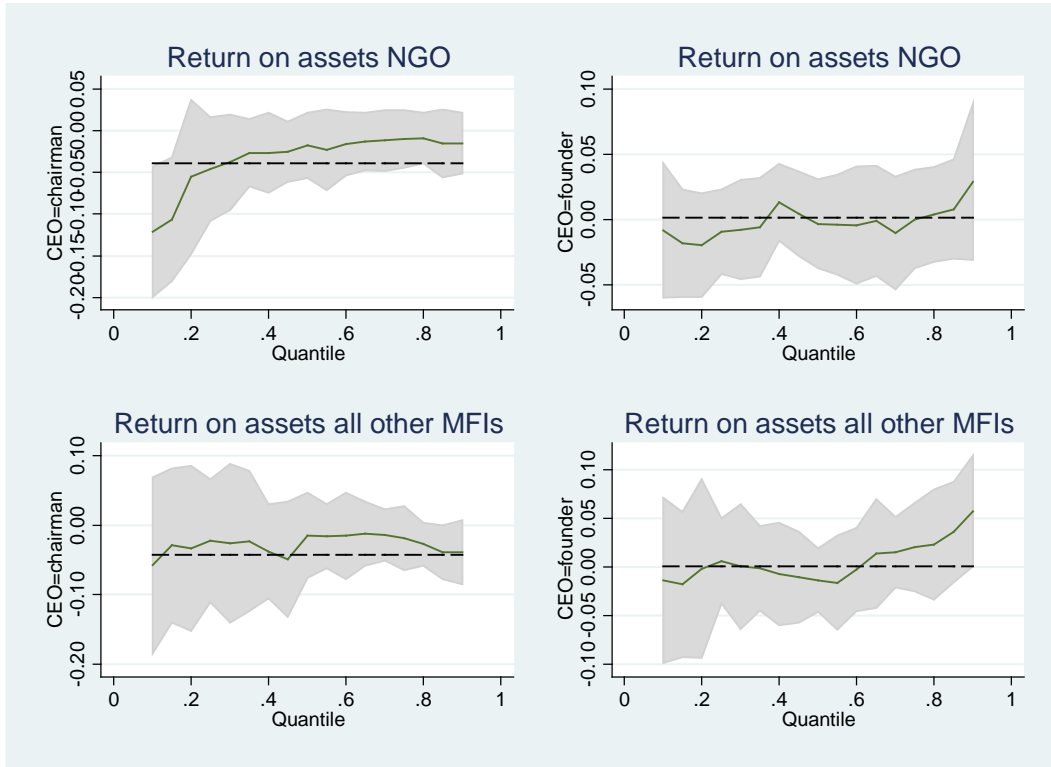 Return on assets NGO
CEO=chairman
-0.20 -0.15 -0.10 -0.05 0.00 0.05
0 .2 .4 .6 .8 1
Quantile
Return on assets NGO
CEO=founder
-0.05 0.00 0.05 0.10
0 .2 .4 .6 .8 1
Quantile
Return on assets all other MFIs
CEO=chairman
-0.20 -0.10 0.00 0.10
0 .2 .4 .6 .8 1
Quantile
Return on assets all other MFIs
CEO=founder
-0.10 -0.05 0.00 0.05 0.10
0 .2 .4 .6 .8 1
Quantile